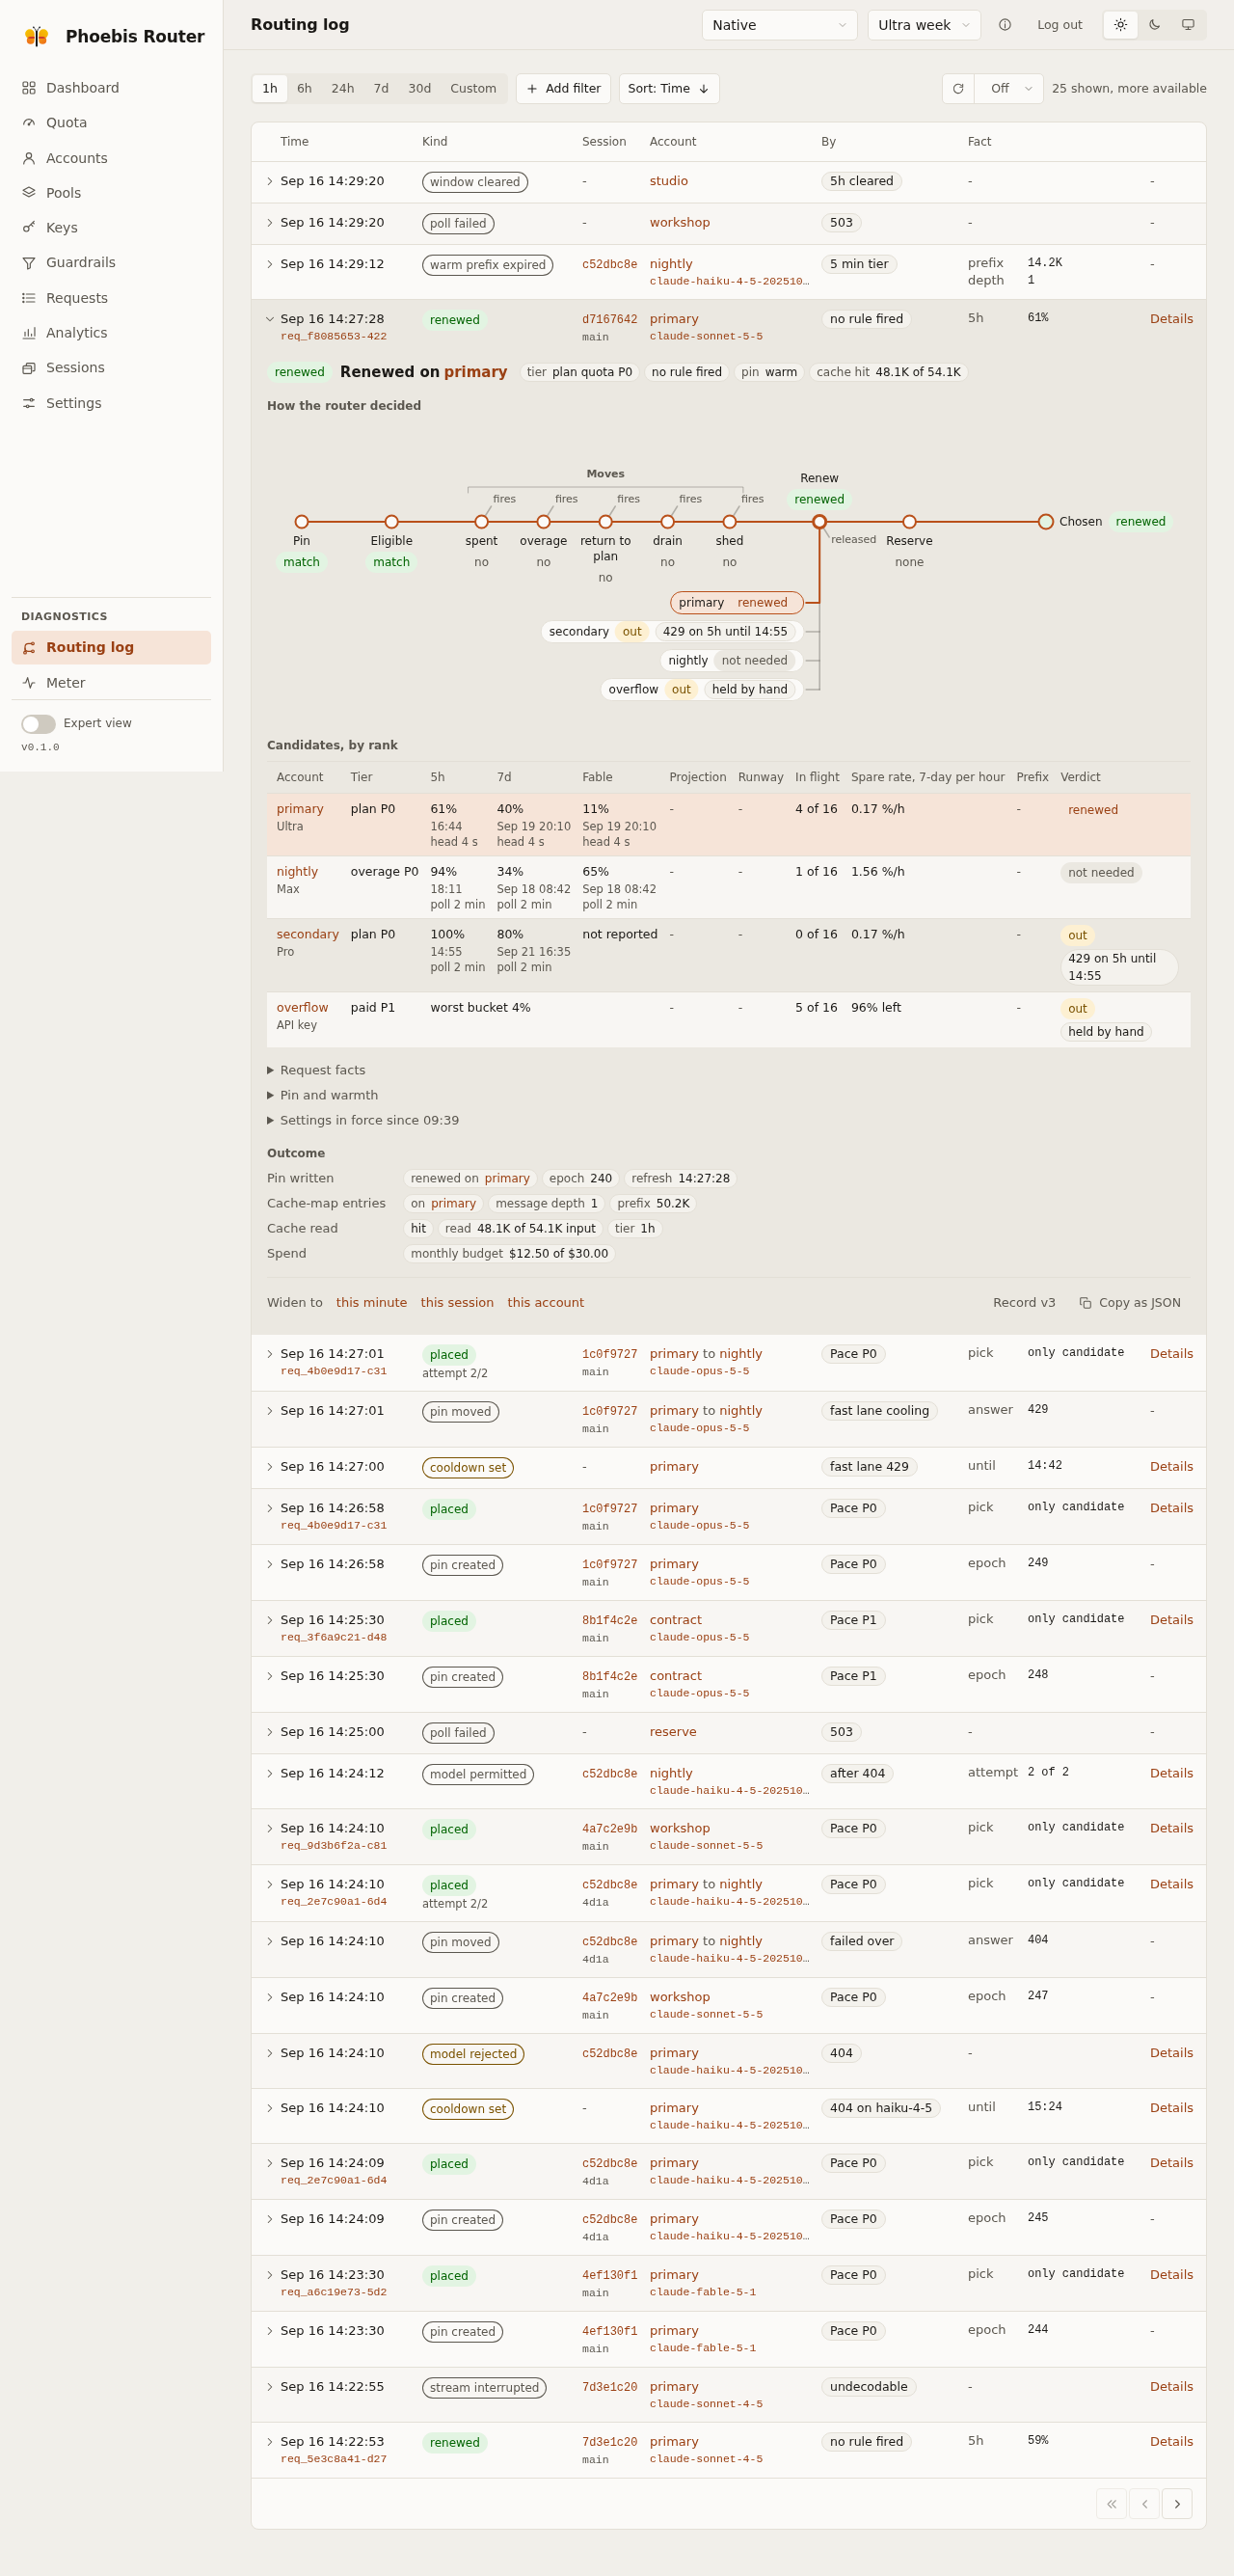 Phoebis Router
Dashboard
Quota
Accounts
Pools
Keys
Guardrails
Requests
Analytics
Sessions
Settings
DIAGNOSTICS
Routing log
Meter
Expert view
v0.1.0
Routing log
Native
Ultra week
Log out
1h 6h 24h 7d 30d Custom
Add filter
Sort: Time
Off
25 shown, more available
Time Kind Session Account By Fact
Sep 16 14:29:20 window cleared - studio 5h cleared - -
Sep 16 14:29:20 poll failed - workshop 503 - -
Sep 16 14:29:12 warm prefix expired c52dbc8e nightly 5 min tier prefix 14.2K -
claude-haiku-4-5-202510… depth 1
Sep 16 14:27:28 renewed d7167642 primary no rule fired 5h 61% Details
req_f8085653-422 main claude-sonnet-5-5
renewed Renewed on primary tier plan quota P0 no rule fired pin warm cache hit 48.1K of 54.1K
How the router decided
Moves
Renew
fires fires fires fires fires renewed
Chosen renewed
released
Pin Eligible spent overage return to plan drain shed Reserve
match match no no no no no none
primary renewed
secondary out 429 on 5h until 14:55
nightly not needed
overflow out held by hand
Candidates, by rank
Account Tier 5h 7d Fable Projection Runway In flight Spare rate, 7-day per hour Prefix Verdict
primary plan P0 61% 40% 11% - - 4 of 16 0.17 %/h - renewed
Ultra 16:44 Sep 19 20:10 Sep 19 20:10
head 4 s head 4 s head 4 s
nightly overage P0 94% 34% 65% - - 1 of 16 1.56 %/h - not needed
Max 18:11 Sep 18 08:42 Sep 18 08:42
poll 2 min poll 2 min poll 2 min
secondary plan P0 100% 80% not reported - - 0 of 16 0.17 %/h - out
Pro 14:55 Sep 21 16:35 429 on 5h until
poll 2 min poll 2 min 14:55
overflow paid P1 worst bucket 4% - - 5 of 16 96% left - out
API key held by hand
Request facts
Pin and warmth
Settings in force since 09:39
Outcome
Pin written renewed on primary epoch 240 refresh 14:27:28
Cache-map entries on primary message depth 1 prefix 50.2K
Cache read hit read 48.1K of 54.1K input tier 1h
Spend monthly budget $12.50 of $30.00
Widen to this minute this session this account Record v3 Copy as JSON
Sep 16 14:27:01 placed 1c0f9727 primary to nightly Pace P0 pick only candidate Details
req_4b0e9d17-c31 attempt 2/2 main claude-opus-5-5
Sep 16 14:27:01 pin moved 1c0f9727 primary to nightly fast lane cooling answer 429 -
main claude-opus-5-5
Sep 16 14:27:00 cooldown set - primary fast lane 429 until 14:42 Details
Sep 16 14:26:58 placed 1c0f9727 primary Pace P0 pick only candidate Details
req_4b0e9d17-c31 main claude-opus-5-5
Sep 16 14:26:58 pin created 1c0f9727 primary Pace P0 epoch 249 -
main claude-opus-5-5
Sep 16 14:25:30 placed 8b1f4c2e contract Pace P1 pick only candidate Details
req_3f6a9c21-d48 main claude-opus-5-5
Sep 16 14:25:30 pin created 8b1f4c2e contract Pace P1 epoch 248 -
main claude-opus-5-5
Sep 16 14:25:00 poll failed - reserve 503 - -
Sep 16 14:24:12 model permitted c52dbc8e nightly after 404 attempt 2 of 2 Details
claude-haiku-4-5-202510…
Sep 16 14:24:10 placed 4a7c2e9b workshop Pace P0 pick only candidate Details
req_9d3b6f2a-c81 main claude-sonnet-5-5
Sep 16 14:24:10 placed c52dbc8e primary to nightly Pace P0 pick only candidate Details
req_2e7c90a1-6d4 attempt 2/2 4d1a claude-haiku-4-5-202510…
Sep 16 14:24:10 pin moved c52dbc8e primary to nightly failed over answer 404 -
4d1a claude-haiku-4-5-202510…
Sep 16 14:24:10 pin created 4a7c2e9b workshop Pace P0 epoch 247 -
main claude-sonnet-5-5
Sep 16 14:24:10 model rejected c52dbc8e primary 404 - -
claude-haiku-4-5-202510…
Sep 16 14:24:10 cooldown set - primary 404 on haiku-4-5 until 15:24 Details
claude-haiku-4-5-202510…
Sep 16 14:24:09 placed c52dbc8e primary Pace P0 pick only candidate Details
req_2e7c90a1-6d4 4d1a claude-haiku-4-5-202510…
Sep 16 14:24:09 pin created c52dbc8e primary Pace P0 epoch 245 -
4d1a claude-haiku-4-5-202510…
Sep 16 14:23:30 placed 4ef130f1 primary Pace P0 pick only candidate Details
req_a6c19e73-5d2 main claude-fable-5-1
Sep 16 14:23:30 pin created 4ef130f1 primary Pace P0 epoch 244 -
main claude-fable-5-1
Sep 16 14:22:55 stream interrupted 7d3e1c20 primary undecodable - Details
claude-sonnet-4-5
Sep 16 14:22:53 renewed 7d3e1c20 primary no rule fired 5h 59% Details
req_5e3c8a41-d27 main claude-sonnet-4-5